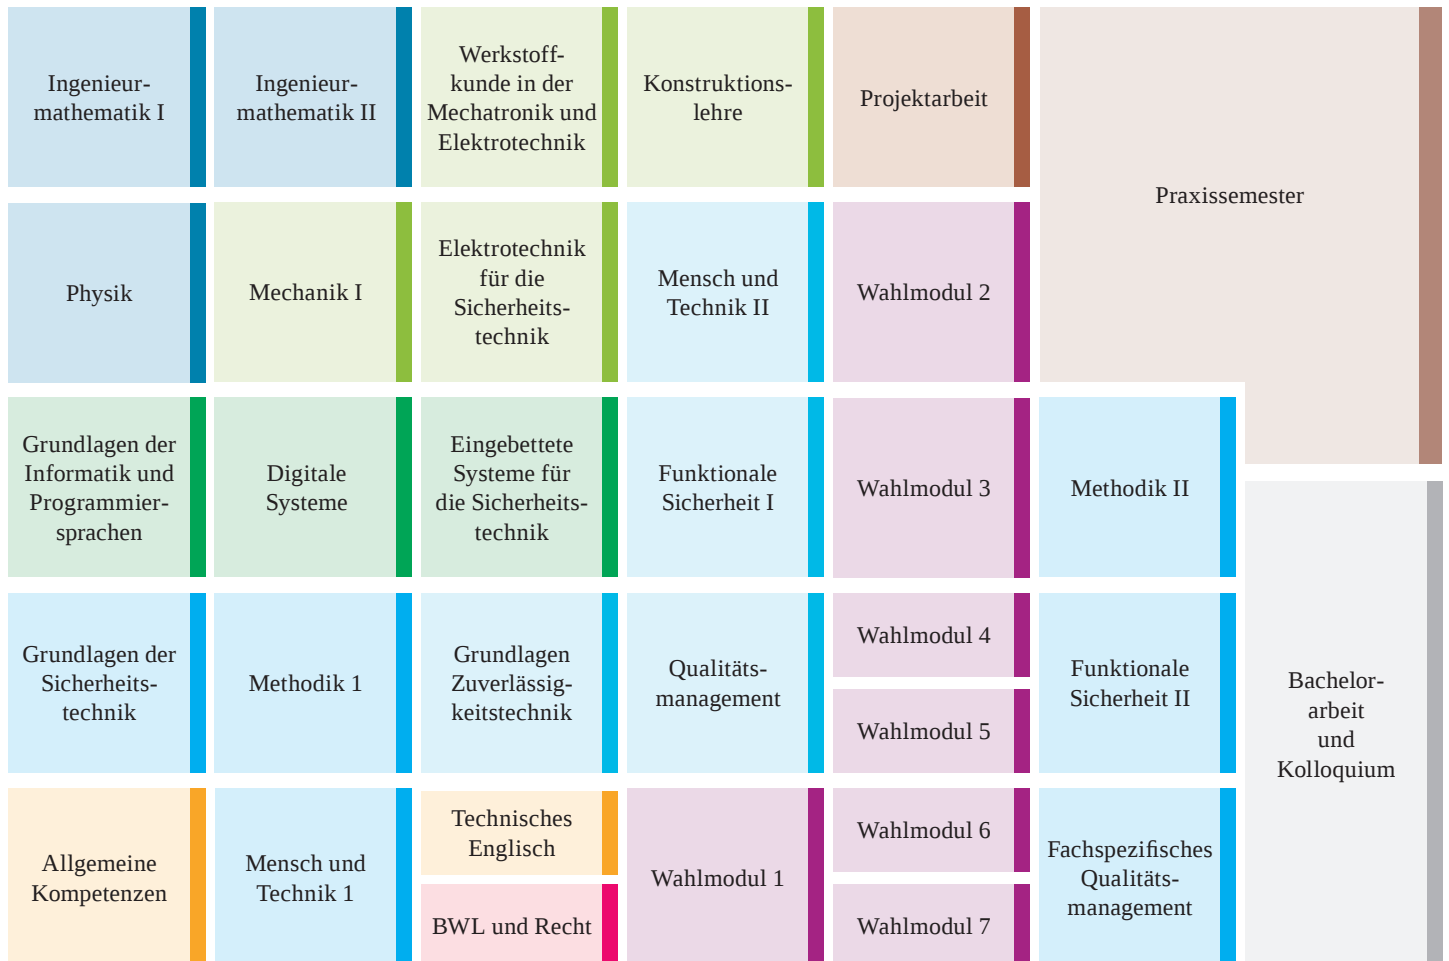 Ingenieur-
mathematik I
Ingenieur-
mathematik II
Werkstoff-
kunde in der
Mechatronik und
Elektrotechnik
Konstruktions-
lehre
Projektarbeit
Praxissemester
Physik
Mechanik I
Elektrotechnik
für die
Sicherheits-
technik
Mensch und
Technik II
Wahlmodul 2
Grundlagen der
Informatik und
Programmier-
sprachen
Digitale
Systeme
Eingebettete
Systeme für
die Sicherheits-
technik
Funktionale
Sicherheit I
Wahlmodul 3
Methodik II
Grundlagen der
Sicherheits-
technik
Methodik 1
Grundlagen
Zuverlässig-
keitstechnik
Qualitäts-
management
Wahlmodul 4
Wahlmodul 5
Funktionale
Sicherheit II
Bachelor-
arbeit
und
Kolloquium
Allgemeine
Kompetenzen
Mensch und
Technik 1
Technisches
Englisch
BWL und Recht
Wahlmodul 1
Wahlmodul 6
Wahlmodul 7
Fachspezifisches
Qualitäts-
management